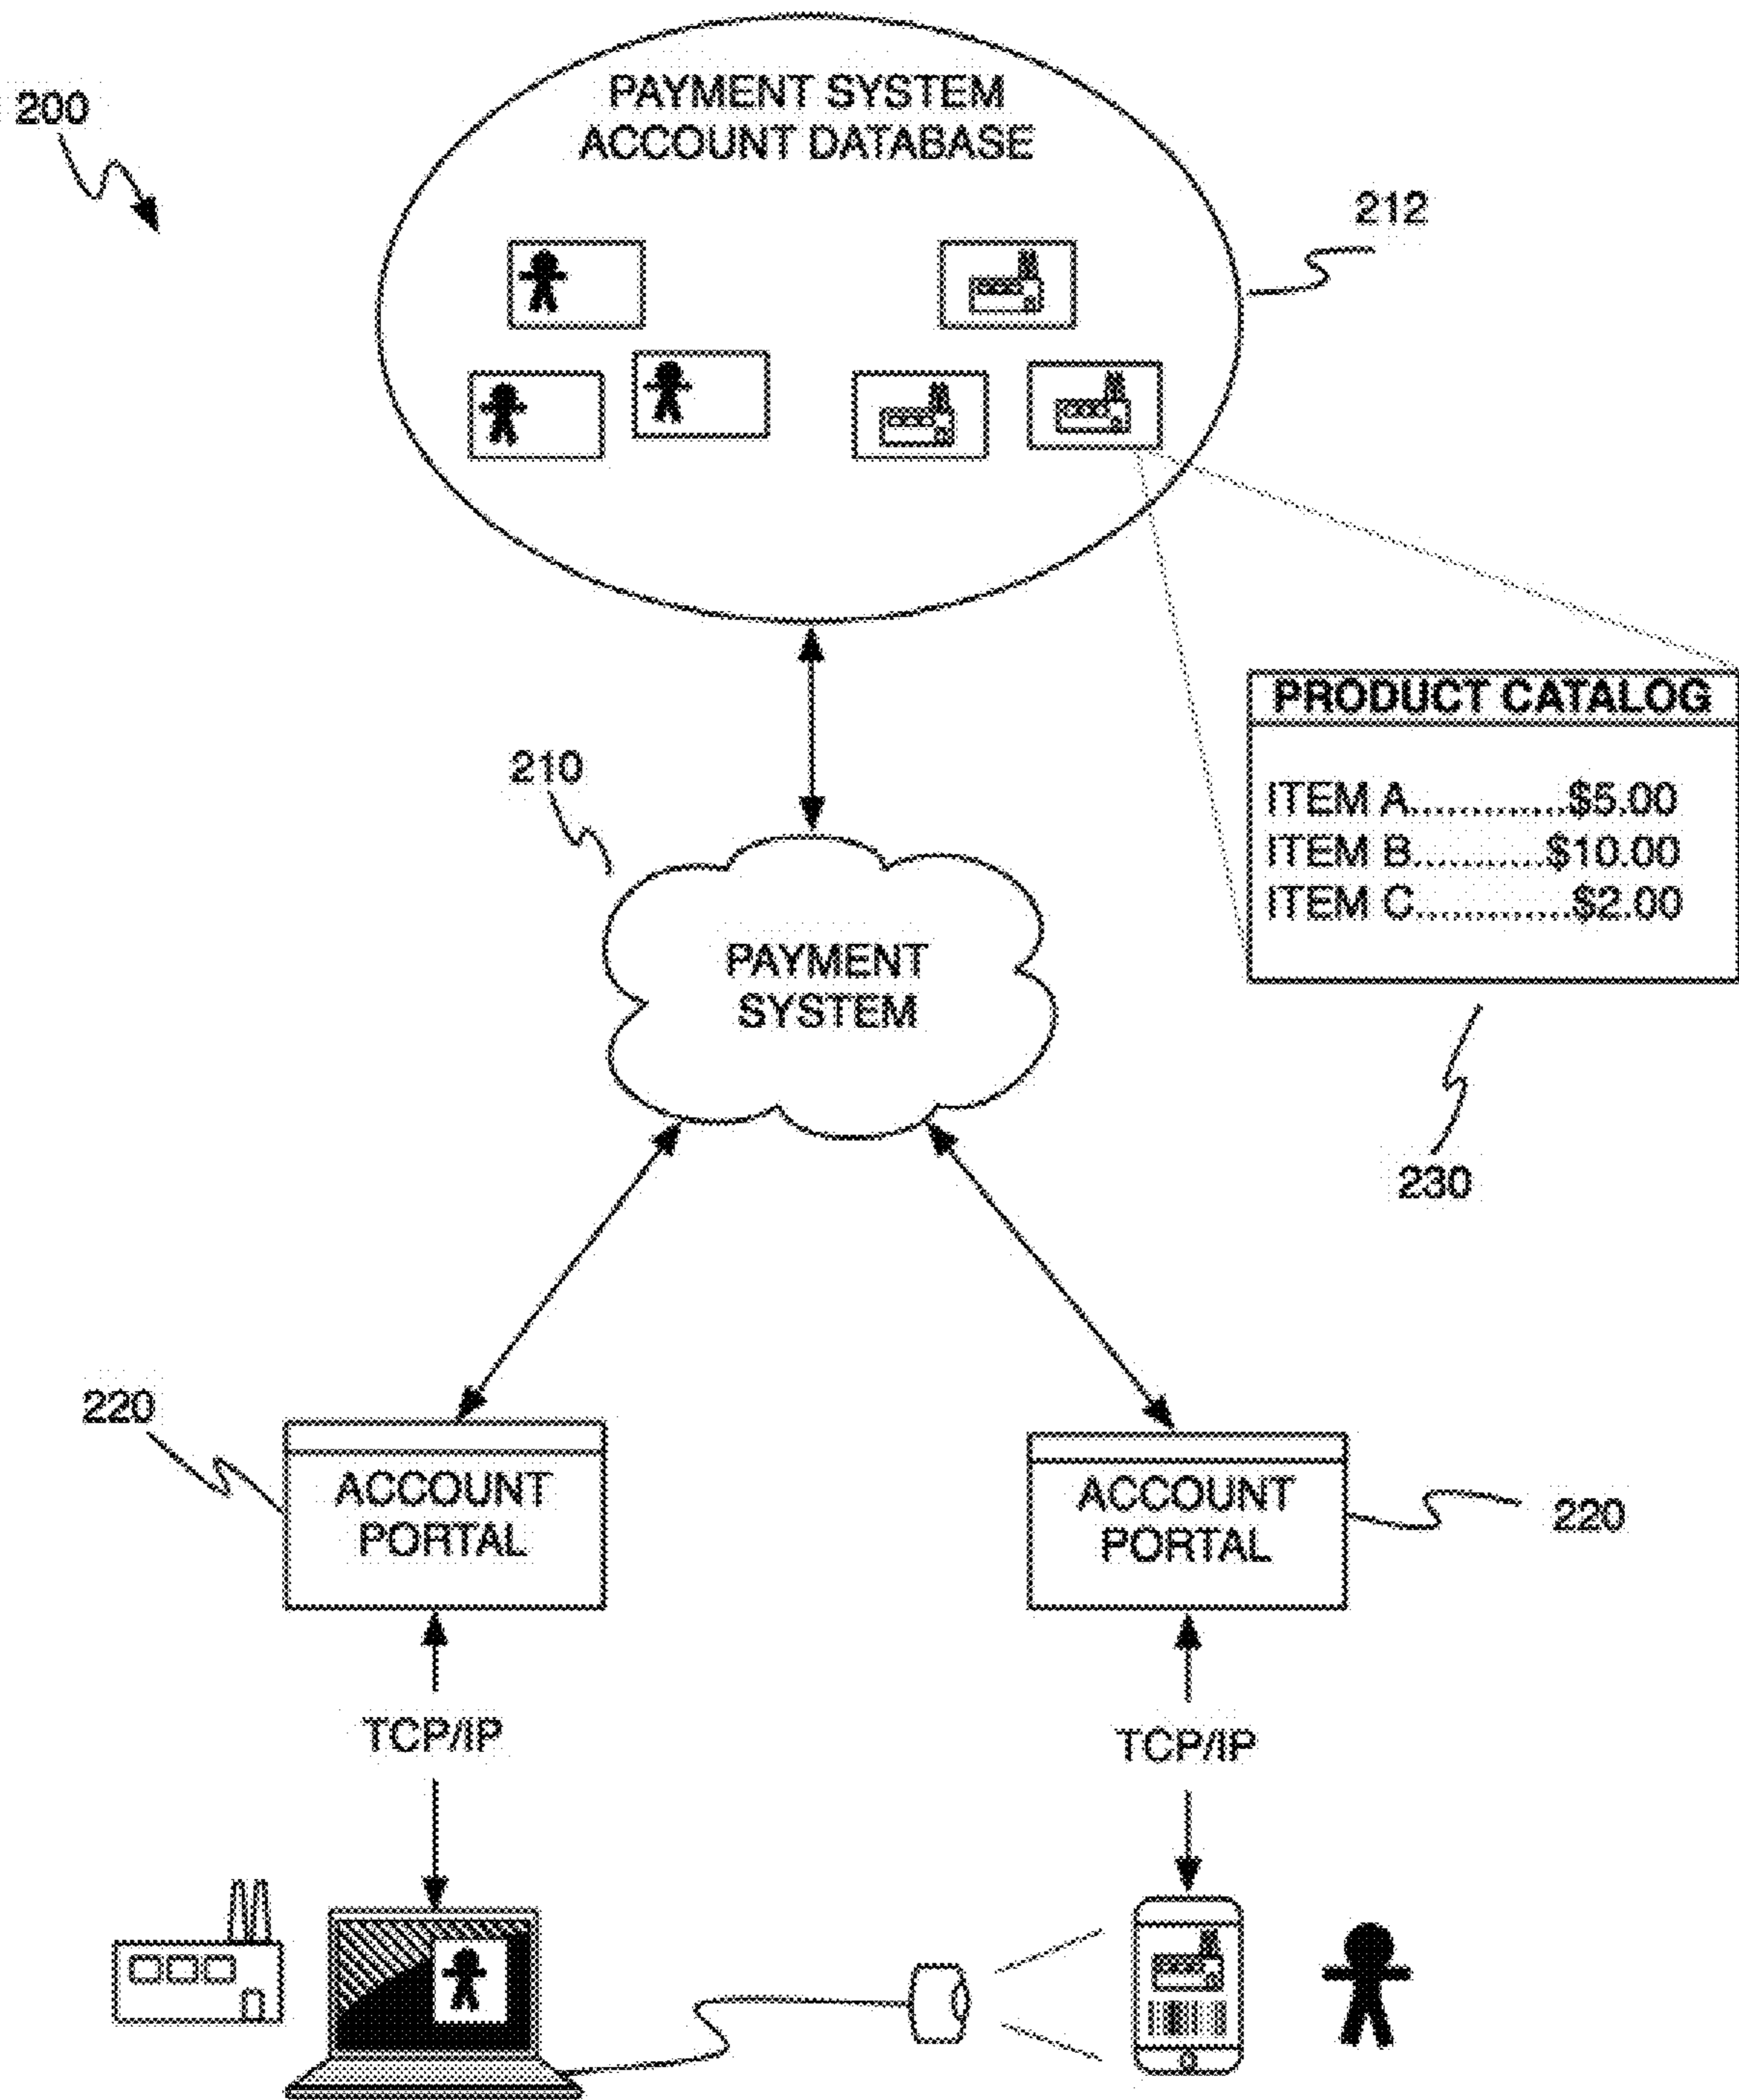 200
PAYMENT SYSTEM
ACCOUNT DATABASE
212
PRODUCT CATALOG
ITEM A.............$5.00
ITEM B...........$10.00
ITEM C.............$2.00
210
PAYMENT
SYSTEM
230
220
ACCOUNT
PORTAL
ACCOUNT
PORTAL
220
TCP/IP
TCP/IP